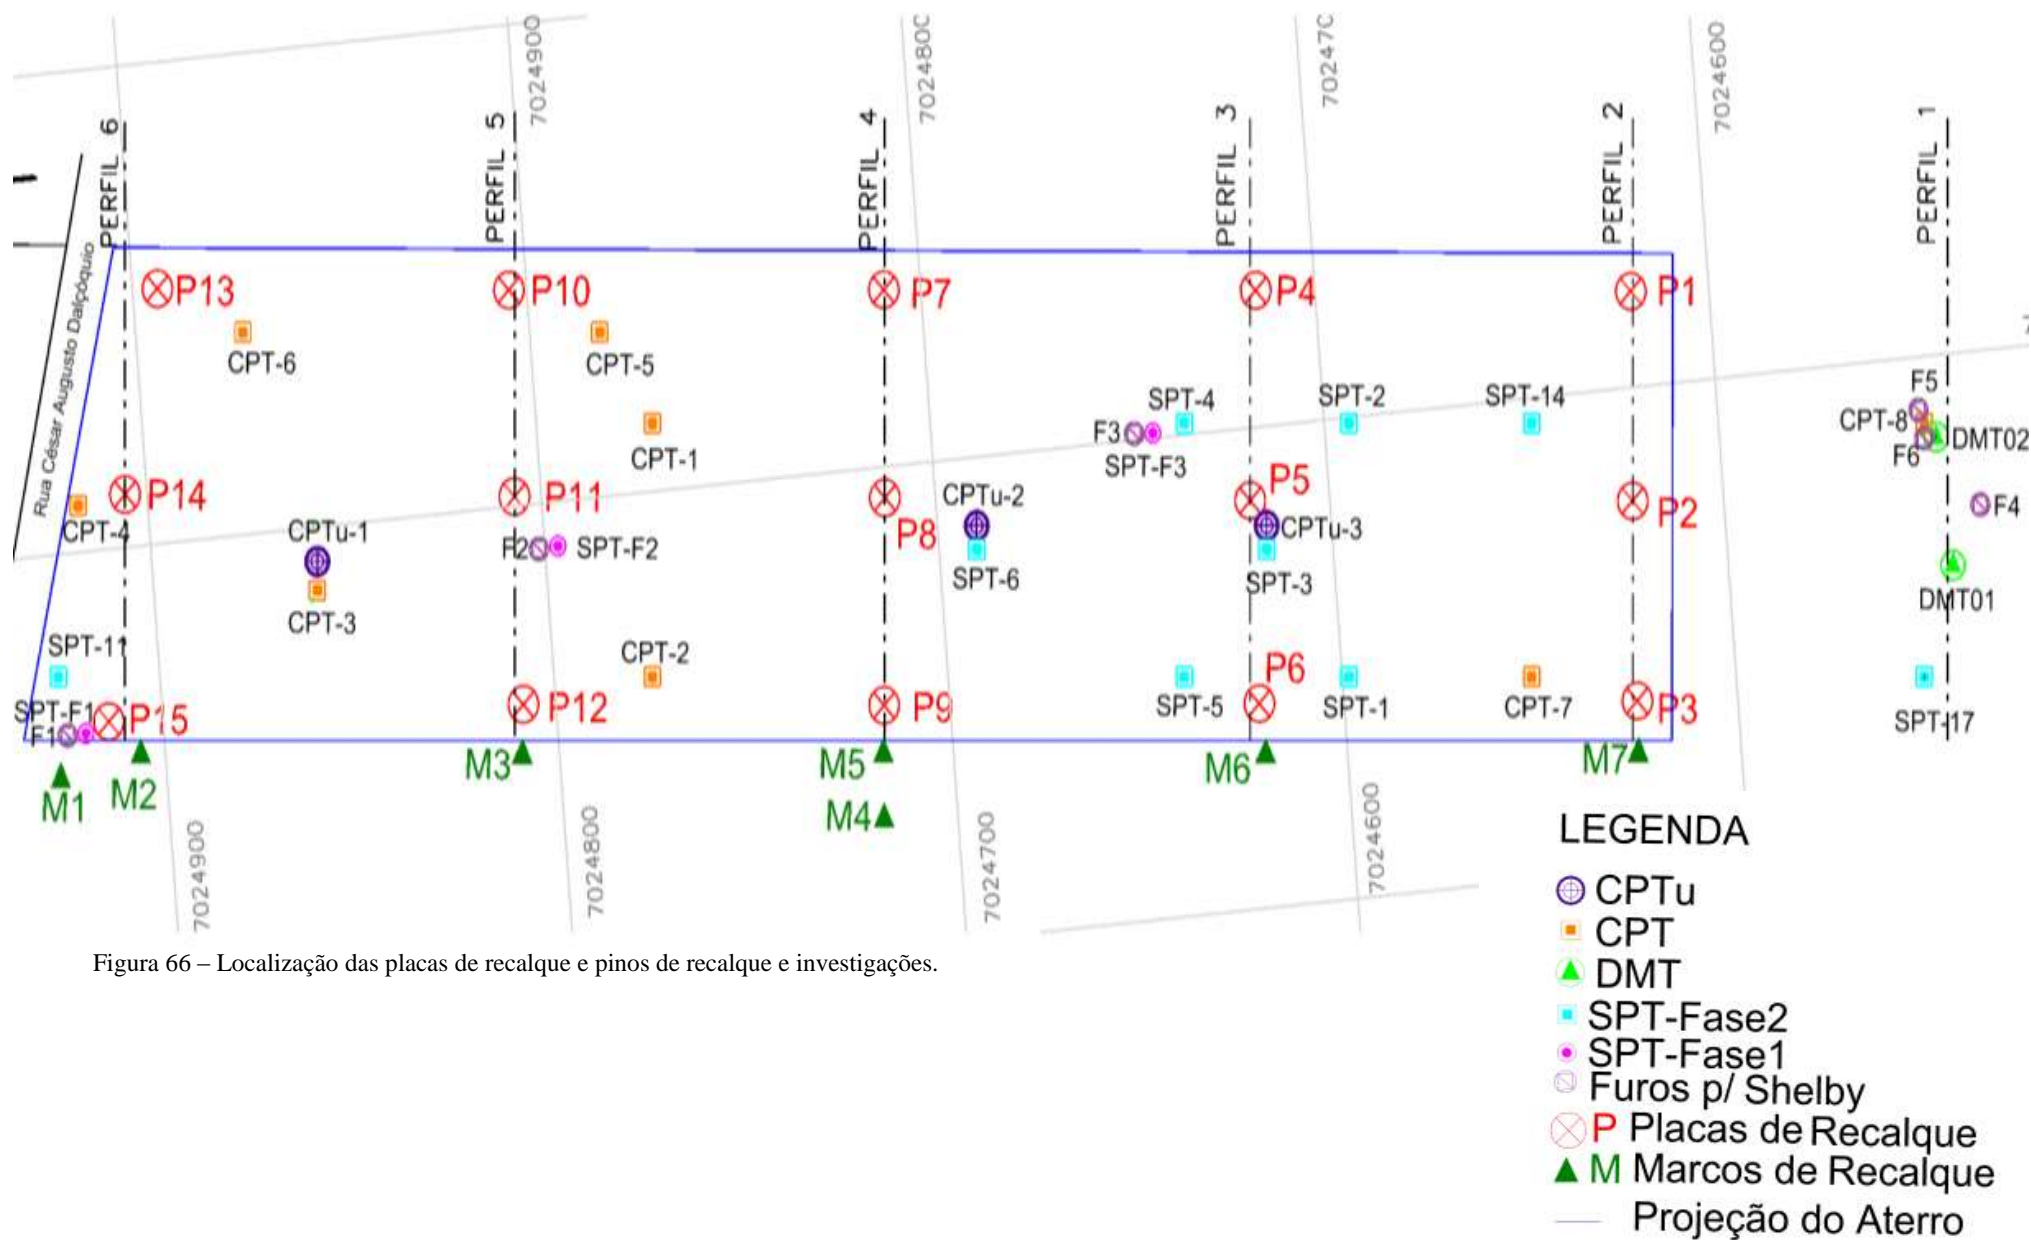 7024900
7024800
702470
7024600
PERFIL 6
PERFIL 5
PERFIL 4
PERFIL 3
PERFIL 2
PERFIL 1
Rua César Augusto Dalçóquio
P13
P10
P7
P4
P1
CPT-6
CPT-5
F5
SPT-4
SPT-2
SPT-14
CPT-8
F3
DMT02
CPT-1
SPT-F3
F6
P14
P11
CPTu-2
P5
P2
F4
CPT-4
CPTu-1
P8
CPTu-3
F2
SPT-F2
SPT-6
SPT-3
DMT01
CPT-3
SPT-11
CPT-2
P6
SPT-F1
P15
P12
P9
SPT-5
SPT-1
CPT-7
P3
SPT-17
F1
M3
M5
M6
M7
M1
M2
M4
7024900
7024800
7024700
7024600
LEGENDA
CPTu
CPT
DMT
SPT-Fase2
SPT-Fase1
Furos p/ Shelby
P Placas de Recalque
M Marcos de Recalque
Projeção do Aterro
Figura 66 – Localização das placas de recalque e pinos de recalque e investigações.